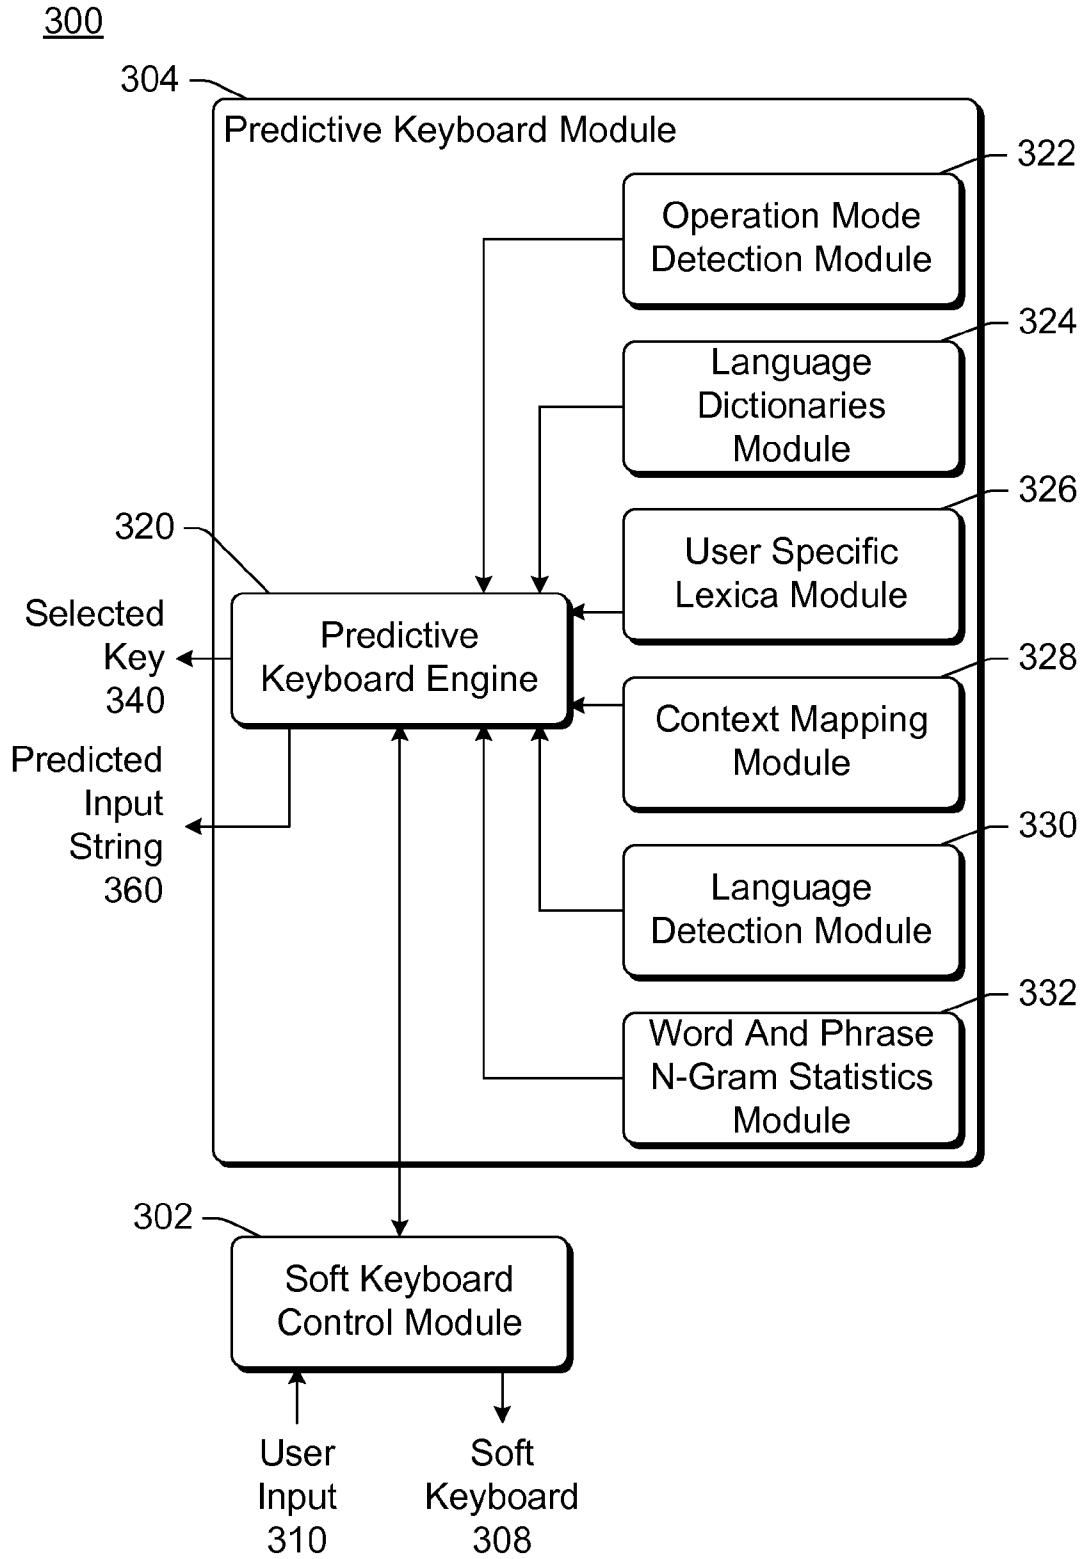 300
304
Predictive Keyboard Module
322
Operation Mode
Detection Module
324
Language
Dictionaries
Module
326
User Specific
Lexica Module
320
Predictive
Keyboard Engine
Selected
Key
340
Predicted
Input
String
360
328
Context Mapping
Module
330
Language
Detection Module
332
Word And Phrase
N-Gram Statistics
Module
302
Soft Keyboard
Control Module
User
Input
310
Soft
Keyboard
308